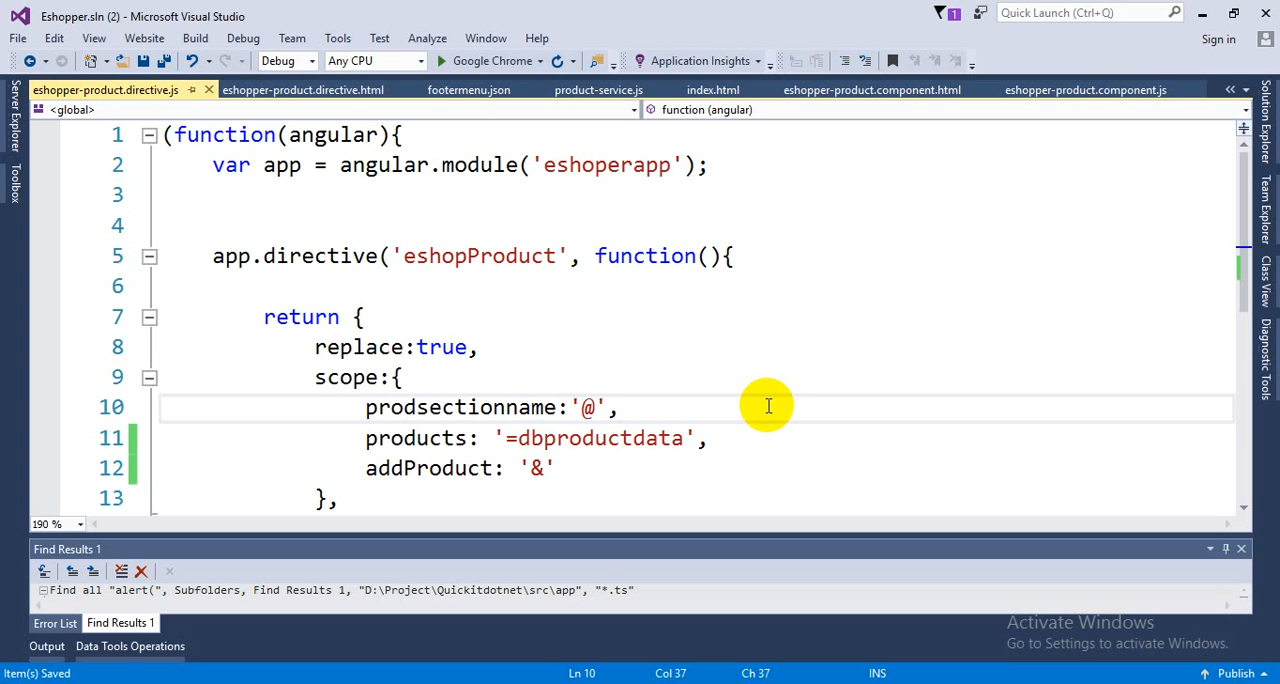 Eshopper.sln (2) - Microsoft Visual Studio
1
Quick Launch (Ctrl+Q)
File Edit View Website Build Debug Team Tools Test Analyze Window Help
Sign in
Debug Any CPU Google Chrome Application Insights
eshopper-product.directive.js eshopper-product.directive.html footermenu.json product-service.js index.html eshopper-product.component.html eshopper-product.component.js
<global> function (angular)
Server Explorer
Toolbox
1 (function(angular){
2 var app = angular.module('eshoperapp');
3
4
5 app.directive('eshopProduct', function(){
6
7 return {
8 replace:true,
9 scope:{
10 prodsectionname:'@',
11 products: '=dbproductdata',
12 addProduct: '&'
13 },
Solution Explorer
Team Explorer
Class View
Diagnostic Tools
190 %
Find Results 1
Find all "alert(", Subfolders, Find Results 1, "D:\Project\Quickitdotnet\src\app", "*.ts"
Error List Find Results 1
Output Data Tools Operations
Activate Windows
Go to Settings to activate Windows.
Item(s) Saved Ln 10 Col 37 Ch 37 INS Publish